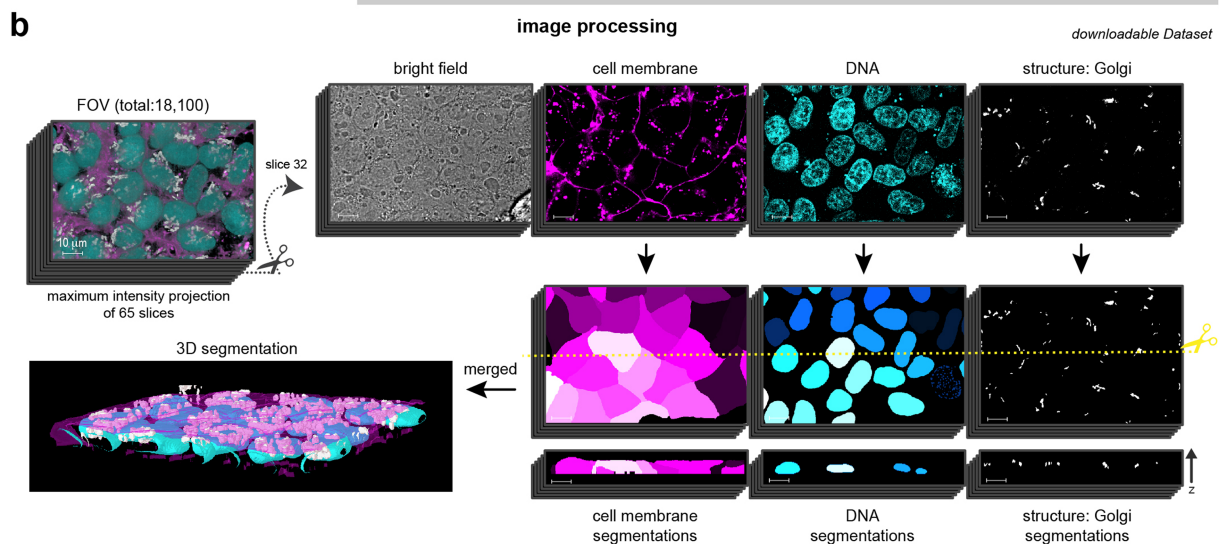 b
image processing
downloadable Dataset
bright field
cell membrane
DNA
structure: Golgi
FOV (total:18,100)
slice 32
10 μm
maximum intensity projection
of 65 slices
3D segmentation
merged
z
cell membrane
segmentations
DNA
segmentations
structure: Golgi
segmentations